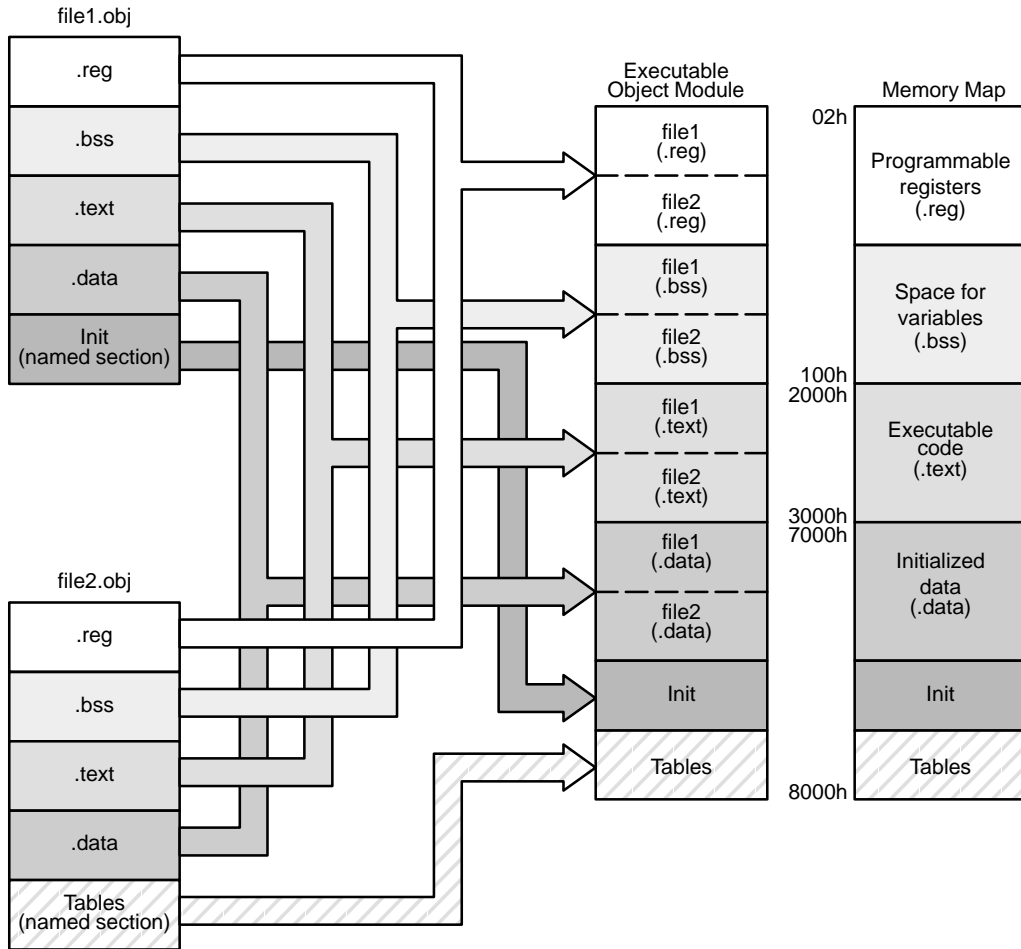 file1.obj
.reg
.bss
.text
.data
Init
(named section)
file2.obj
.reg
.bss
.text
.data
Tables
(named section)
Executable
Object Module
file1
(.reg)
file2
(.reg)
file1
(.bss)
file2
(.bss)
file1
(.text)
file2
(.text)
file1
(.data)
file2
(.data)
Init
Tables
Memory Map
02h
Programmable
registers
(.reg)
Space for
variables
(.bss)
100h
2000h
Executable
code
(.text)
3000h
7000h
Initialized
data
(.data)
Init
Tables
8000h